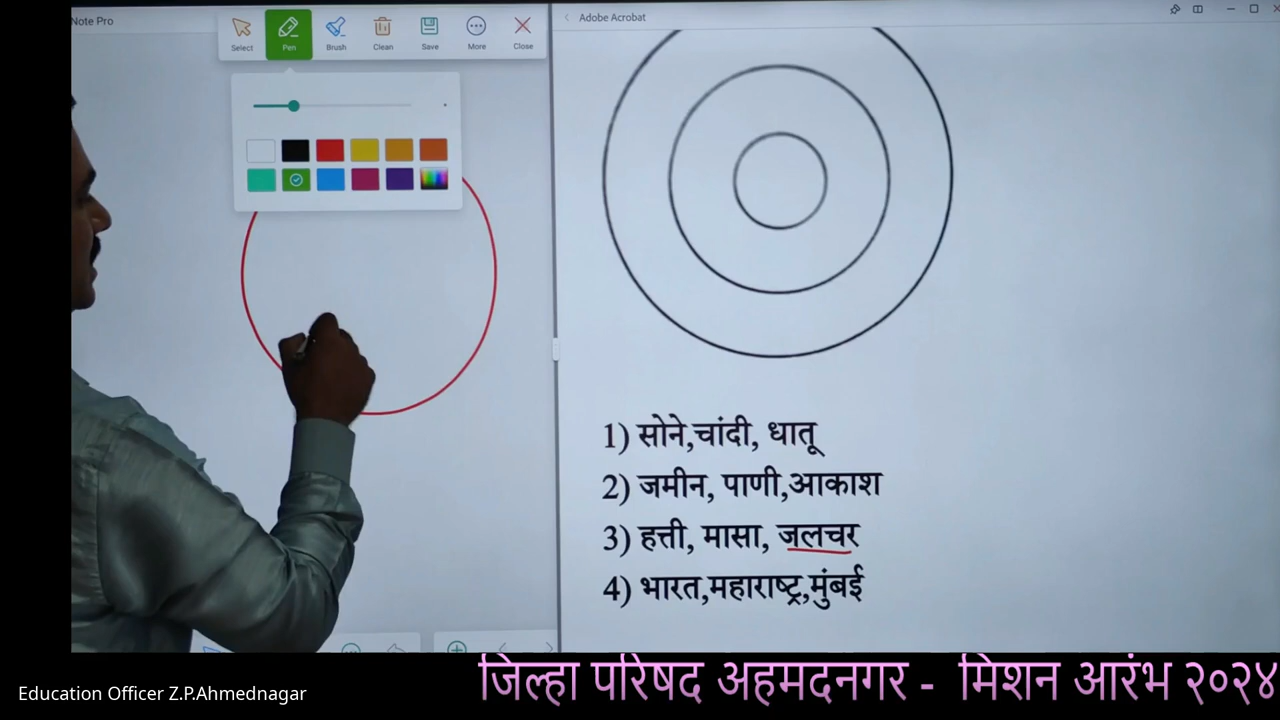 Note Pro
Select Pen Brush Clean Save More Close
Adobe Acrobat
1) सोने,चांदी, धातू
2) जमीन, पाणी,आकाश
3) हत्ती, मासा, जलचर
4) भारत,महाराष्ट्र,मुंबई
Education Officer Z.P.Ahmednagar
जिल्हा परिषद अहमदनगर - मिशन आरंभ २०२४